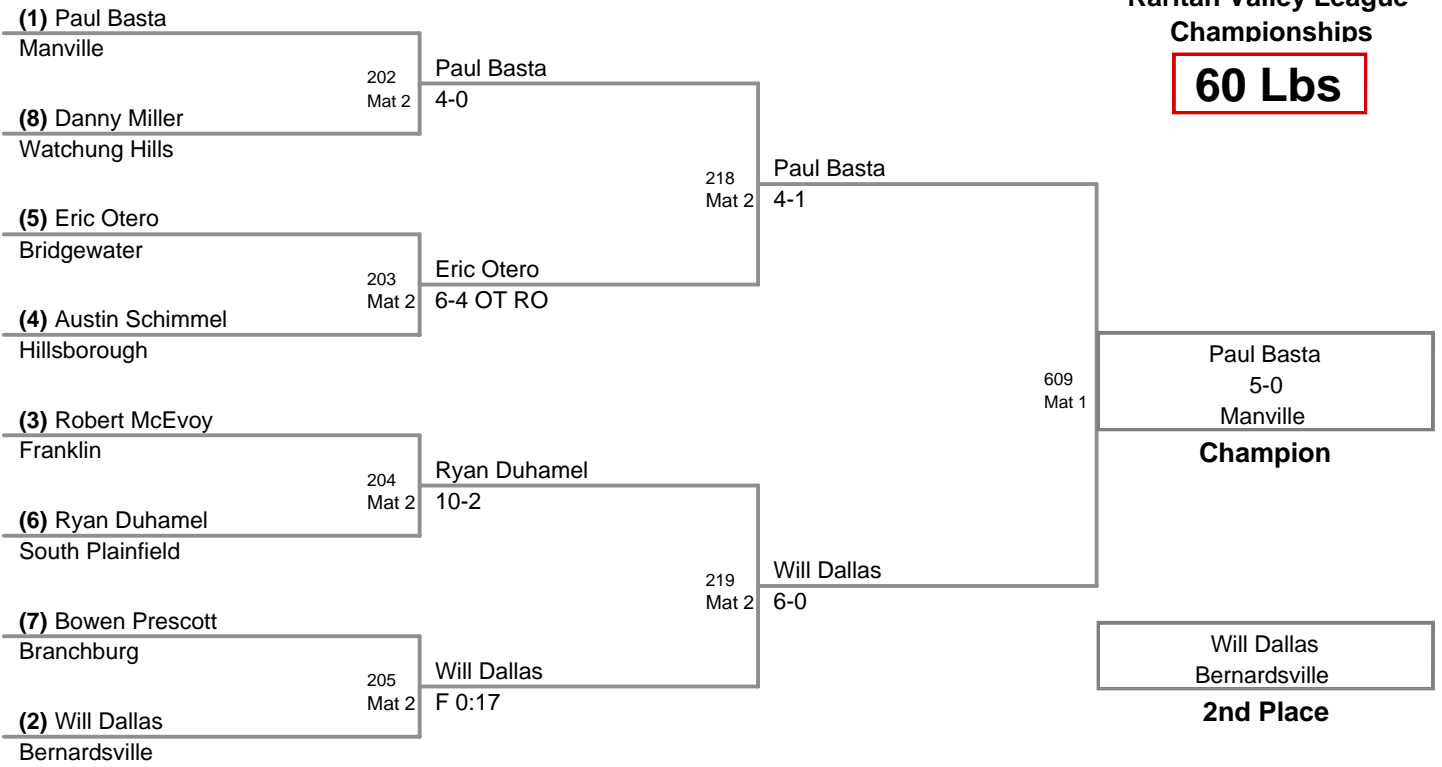 Raritan Valley League
Championships
60 Lbs
(1) Paul Basta
Manville
202
Mat 2
Paul Basta
4-0
(8) Danny Miller
Watchung Hills
218
Mat 2
Paul Basta
4-1
(5) Eric Otero
Bridgewater
203
Mat 2
Eric Otero
6-4 OT RO
(4) Austin Schimmel
Hillsborough
609
Mat 1
Paul Basta
5-0
Manville
Champion
(3) Robert McEvoy
Franklin
204
Mat 2
Ryan Duhamel
10-2
(6) Ryan Duhamel
South Plainfield
219
Mat 2
Will Dallas
6-0
(7) Bowen Prescott
Branchburg
205
Mat 2
Will Dallas
F 0:17
(2) Will Dallas
Bernardsville
Will Dallas
Bernardsville
2nd Place